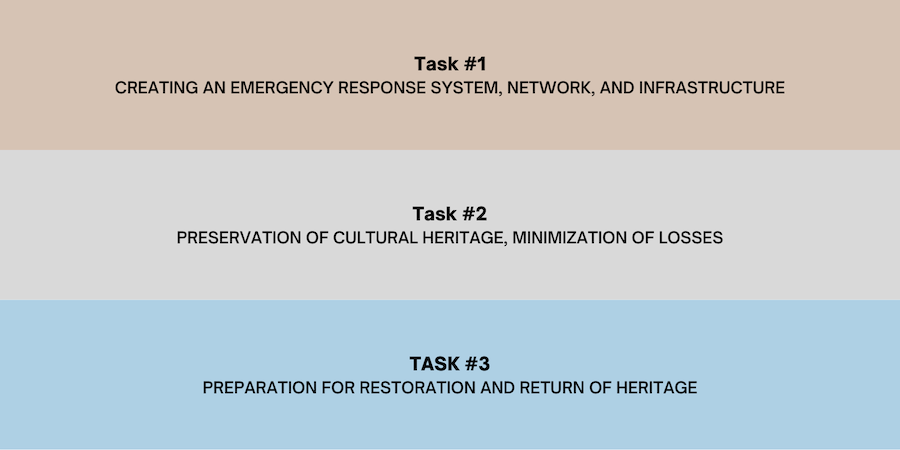 Task #1
CREATING AN EMERGENCY RESPONSE SYSTEM, NETWORK, AND INFRASTRUCTURE
Task #2
PRESERVATION OF CULTURAL HERITAGE, MINIMIZATION OF LOSSES
TASK #3
PREPARATION FOR RESTORATION AND RETURN OF HERITAGE